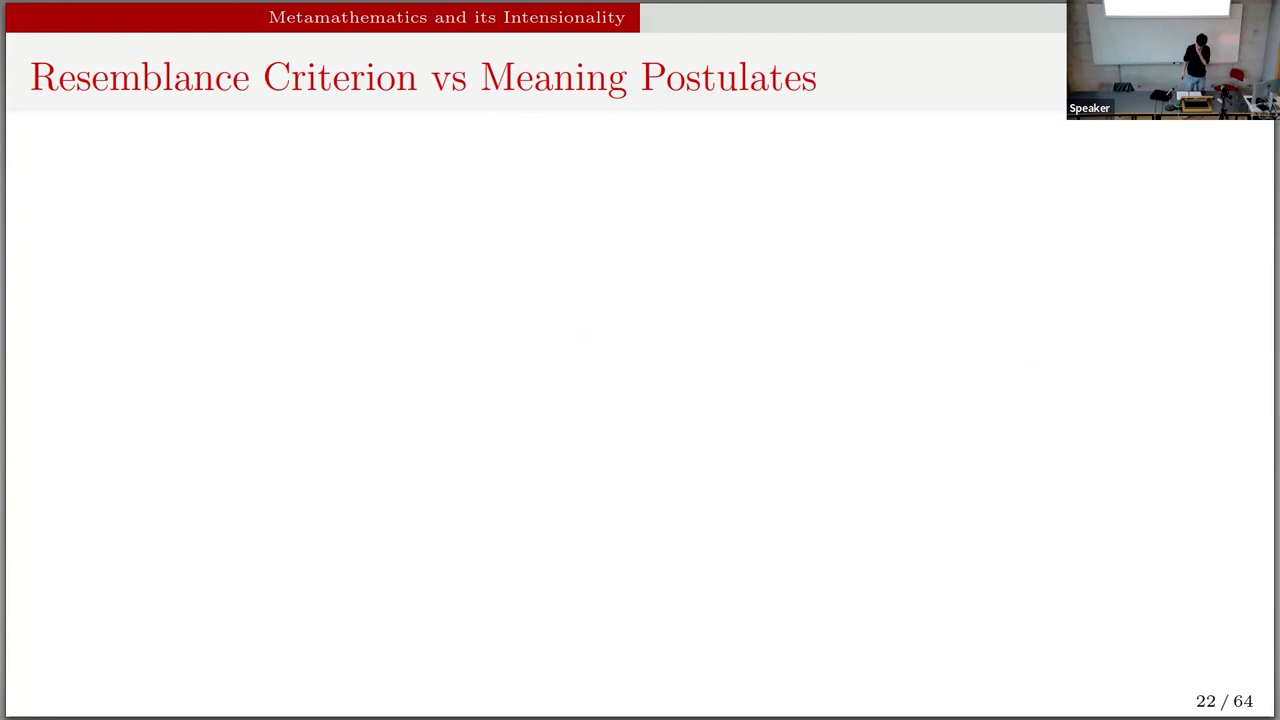 Metamathematics and its Intensionality
Resemblance Criterion vs Meaning Postulates
Speaker
22 / 64